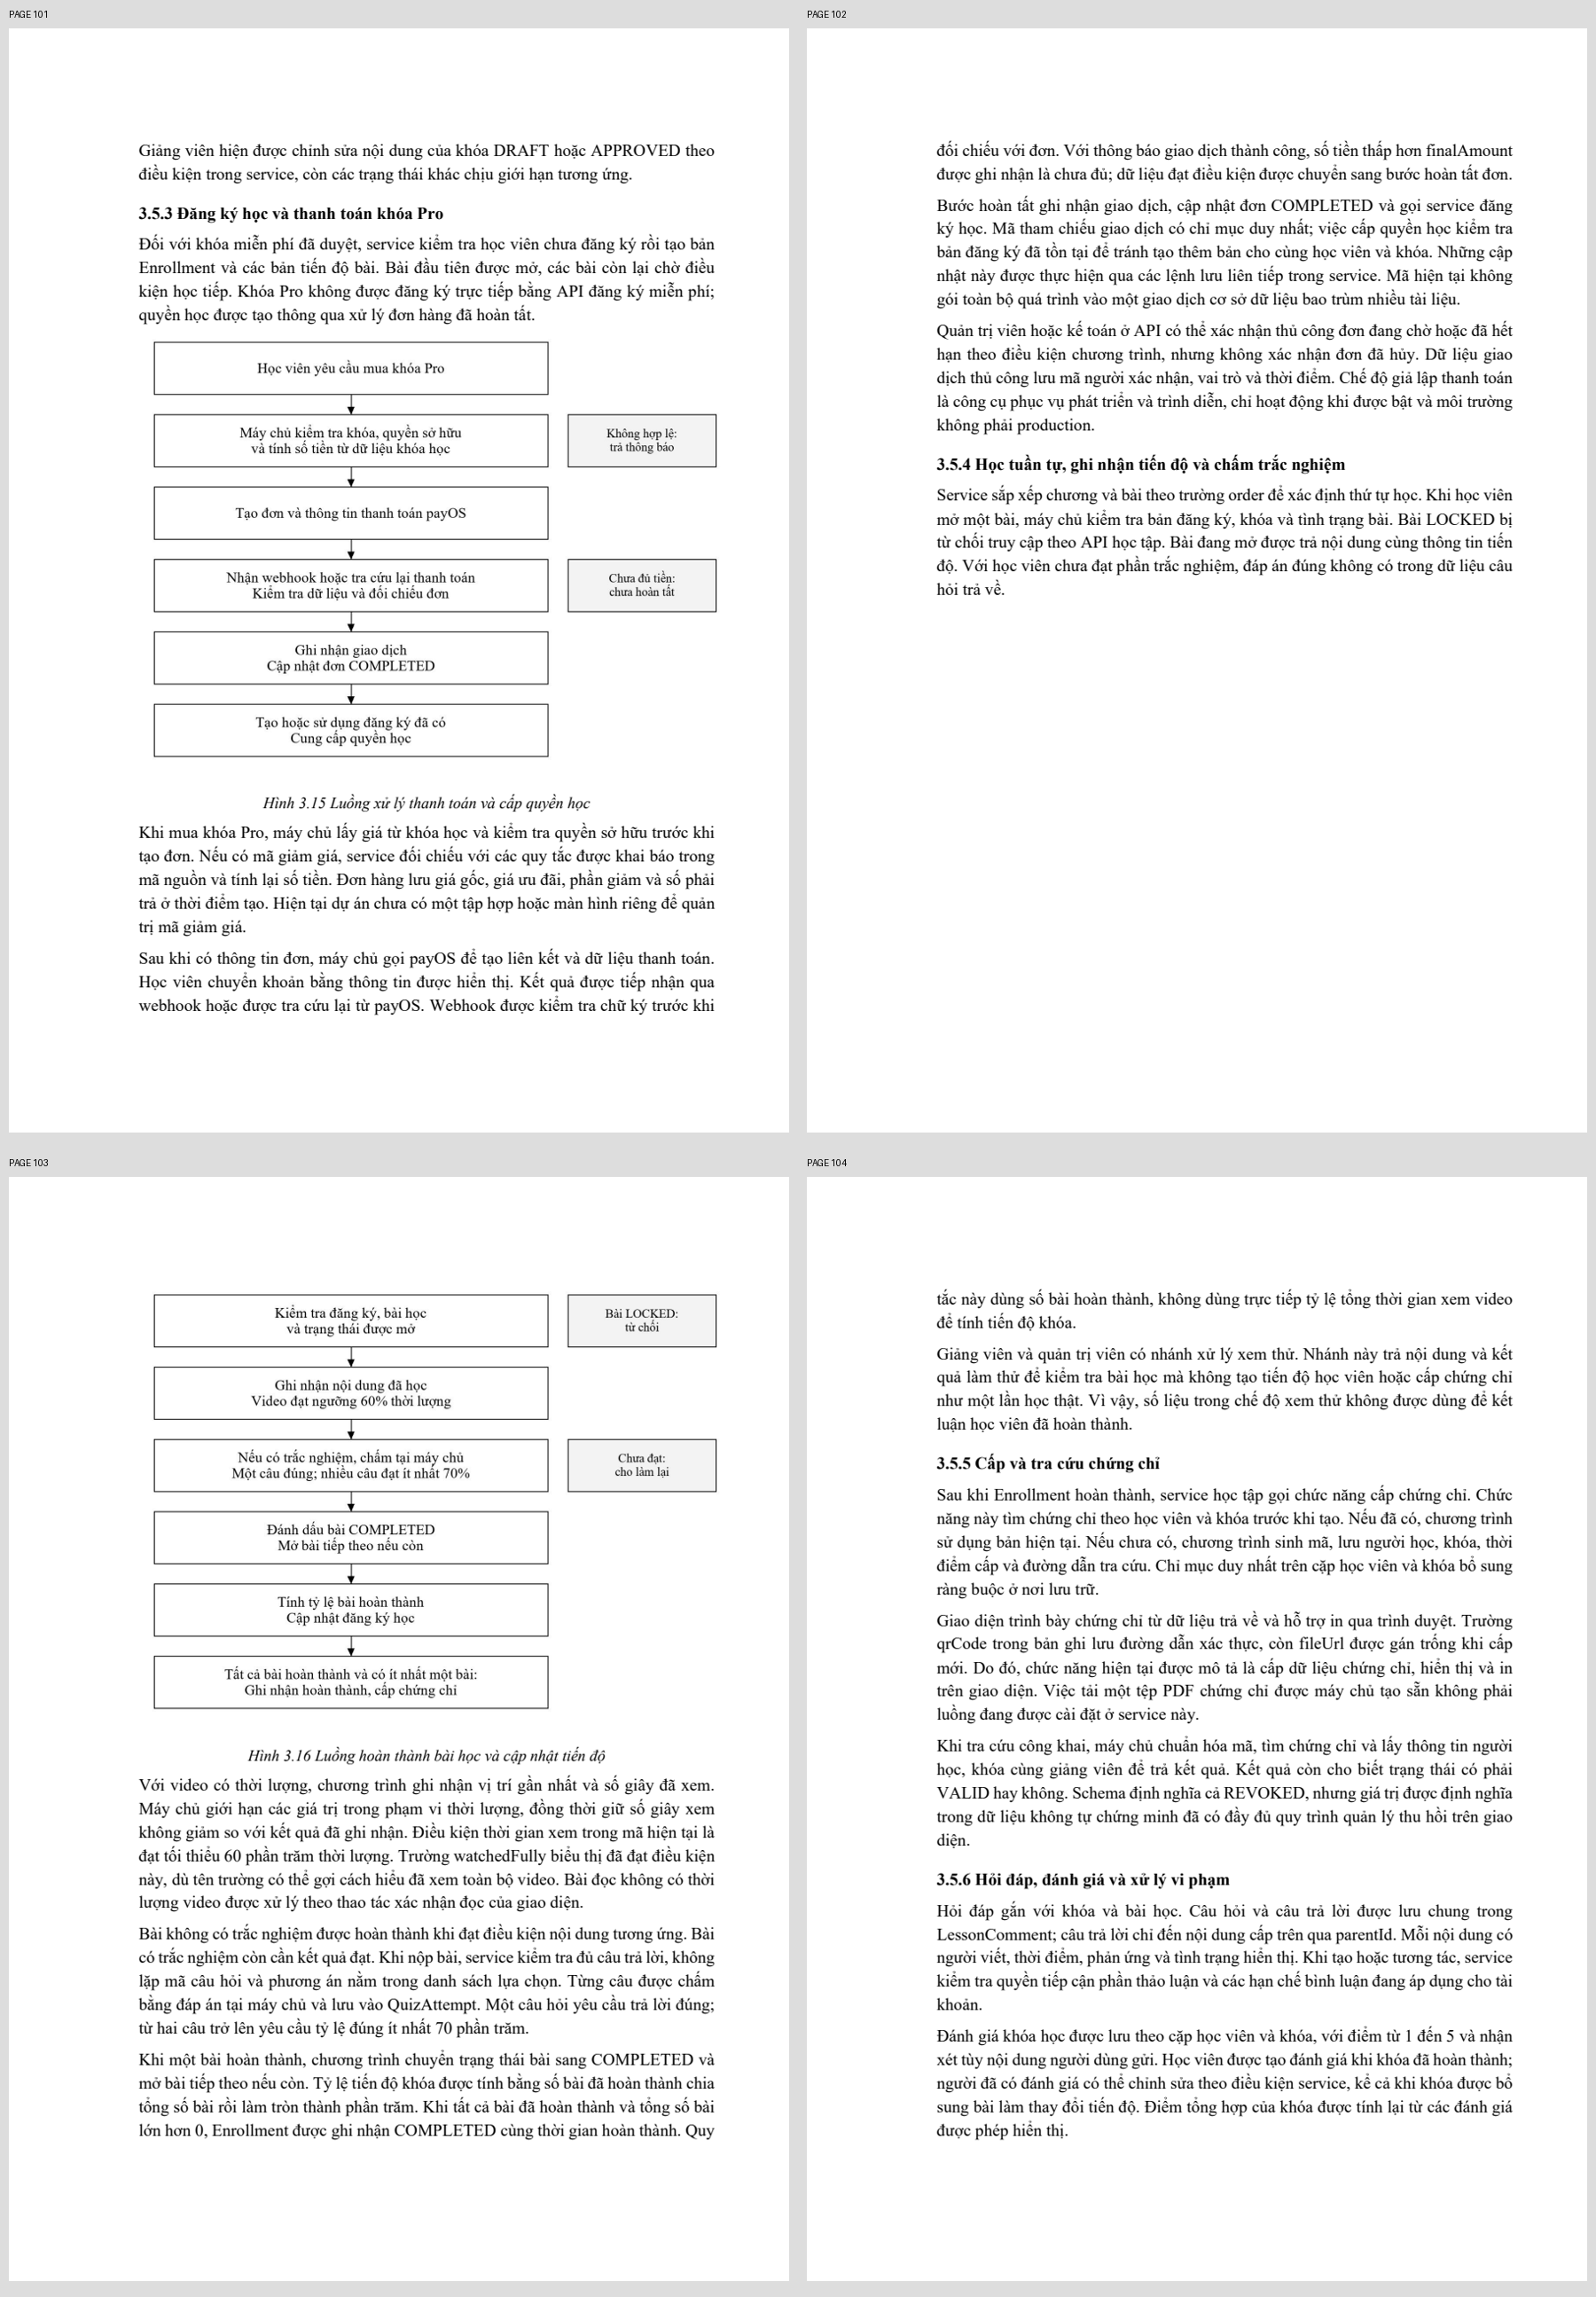 PAGE 101
Giảng viên hiện được chỉnh sửa nội dung của khóa DRAFT hoặc APPROVED theo
điều kiện trong service, còn các trạng thái khác chịu giới hạn tương ứng.
3.5.3 Đăng ký học và thanh toán khóa Pro
Đối với khóa miễn phí đã duyệt, service kiểm tra học viên chưa đăng ký rồi tạo bản
Enrollment và các bản tiến độ bài. Bài đầu tiên được mở, các bài còn lại chờ điều
kiện học tiếp. Khóa Pro không được đăng ký trực tiếp bằng API đăng ký miễn phí;
quyền học được tạo thông qua xử lý đơn hàng đã hoàn tất.
Học viên yêu cầu mua khóa Pro
Máy chủ kiểm tra khóa, quyền sở hữu
và tính số tiền từ dữ liệu khóa học
Không hợp lệ:
trả thông báo
Tạo đơn và thông tin thanh toán payOS
Nhận webhook hoặc tra cứu lại thanh toán
Kiểm tra dữ liệu và đối chiếu đơn
Chưa đủ tiền:
chưa hoàn tất
Ghi nhận giao dịch
Cập nhật đơn COMPLETED
Tạo hoặc sử dụng đăng ký đã có
Cung cấp quyền học
Hình 3.15 Luồng xử lý thanh toán và cấp quyền học
Khi mua khóa Pro, máy chủ lấy giá từ khóa học và kiểm tra quyền sở hữu trước khi
tạo đơn. Nếu có mã giảm giá, service đối chiếu với các quy tắc được khai báo trong
mã nguồn và tính lại số tiền. Đơn hàng lưu giá gốc, giá ưu đãi, phần giảm và số phải
trả ở thời điểm tạo. Hiện tại dự án chưa có một tập hợp hoặc màn hình riêng để quản
trị mã giảm giá.
Sau khi có thông tin đơn, máy chủ gọi payOS để tạo liên kết và dữ liệu thanh toán.
Học viên chuyển khoản bằng thông tin được hiển thị. Kết quả được tiếp nhận qua
webhook hoặc được tra cứu lại từ payOS. Webhook được kiểm tra chữ ký trước khi
PAGE 102
đối chiếu với đơn. Với thông báo giao dịch thành công, số tiền thấp hơn finalAmount
được ghi nhận là chưa đủ; dữ liệu đạt điều kiện được chuyển sang bước hoàn tất đơn.
Bước hoàn tất ghi nhận giao dịch, cập nhật đơn COMPLETED và gọi service đăng
ký học. Mã tham chiếu giao dịch có chỉ mục duy nhất; việc cấp quyền học kiểm tra
bản đăng ký đã tồn tại để tránh tạo thêm bản cho cùng học viên và khóa. Những cập
nhật này được thực hiện qua các lệnh lưu liên tiếp trong service. Mã hiện tại không
gói toàn bộ quá trình vào một giao dịch cơ sở dữ liệu bao trùm nhiều tài liệu.
Quản trị viên hoặc kế toán ở API có thể xác nhận thủ công đơn đang chờ hoặc đã hết
hạn theo điều kiện chương trình, nhưng không xác nhận đơn đã hủy. Dữ liệu giao
dịch thủ công lưu mã người xác nhận, vai trò và thời điểm. Chế độ giả lập thanh toán
là công cụ phục vụ phát triển và trình diễn, chỉ hoạt động khi được bật và môi trường
không phải production.
3.5.4 Học tuần tự, ghi nhận tiến độ và chấm trắc nghiệm
Service sắp xếp chương và bài theo trường order để xác định thứ tự học. Khi học viên
mở một bài, máy chủ kiểm tra bản đăng ký, khóa và tình trạng bài. Bài LOCKED bị
từ chối truy cập theo API học tập. Bài đang mở được trả nội dung cùng thông tin tiến
độ. Với học viên chưa đạt phần trắc nghiệm, đáp án đúng không có trong dữ liệu câu
hỏi trả về.
PAGE 103
Kiểm tra đăng ký, bài học
và trạng thái được mở
Bài LOCKED:
từ chối
Ghi nhận nội dung đã học
Video đạt ngưỡng 60% thời lượng
Nếu có trắc nghiệm, chấm tại máy chủ
Một câu đúng; nhiều câu đạt ít nhất 70%
Chưa đạt:
cho làm lại
Đánh dấu bài COMPLETED
Mở bài tiếp theo nếu còn
Tính tỷ lệ bài hoàn thành
Cập nhật đăng ký học
Tất cả bài hoàn thành và có ít nhất một bài:
Ghi nhận hoàn thành, cấp chứng chỉ
Hình 3.16 Luồng hoàn thành bài học và cập nhật tiến độ
Với video có thời lượng, chương trình ghi nhận vị trí gần nhất và số giây đã xem.
Máy chủ giới hạn các giá trị trong phạm vi thời lượng, đồng thời giữ số giây xem
không giảm so với kết quả đã ghi nhận. Điều kiện thời gian xem trong mã hiện tại là
đạt tối thiểu 60 phần trăm thời lượng. Trường watchedFully biểu thị đã đạt điều kiện
này, dù tên trường có thể gợi cách hiểu đã xem toàn bộ video. Bài đọc không có thời
lượng video được xử lý theo thao tác xác nhận đọc của giao diện.
Bài không có trắc nghiệm được hoàn thành khi đạt điều kiện nội dung tương ứng. Bài
có trắc nghiệm còn cần kết quả đạt. Khi nộp bài, service kiểm tra đủ câu trả lời, không
lặp mã câu hỏi và phương án nằm trong danh sách lựa chọn. Từng câu được chấm
bằng đáp án tại máy chủ và lưu vào QuizAttempt. Một câu hỏi yêu cầu trả lời đúng;
từ hai câu trở lên yêu cầu tỷ lệ đúng ít nhất 70 phần trăm.
Khi một bài hoàn thành, chương trình chuyển trạng thái bài sang COMPLETED và
mở bài tiếp theo nếu còn. Tỷ lệ tiến độ khóa được tính bằng số bài đã hoàn thành chia
tổng số bài rồi làm tròn thành phần trăm. Khi tất cả bài đã hoàn thành và tổng số bài
lớn hơn 0, Enrollment được ghi nhận COMPLETED cùng thời gian hoàn thành. Quy
PAGE 104
tắc này dùng số bài hoàn thành, không dùng trực tiếp tỷ lệ tổng thời gian xem video
để tính tiến độ khóa.
Giảng viên và quản trị viên có nhánh xử lý xem thử. Nhánh này trả nội dung và kết
quả làm thử để kiểm tra bài học mà không tạo tiến độ học viên hoặc cấp chứng chỉ
như một lần học thật. Vì vậy, số liệu trong chế độ xem thử không được dùng để kết
luận học viên đã hoàn thành.
3.5.5 Cấp và tra cứu chứng chỉ
Sau khi Enrollment hoàn thành, service học tập gọi chức năng cấp chứng chỉ. Chức
năng này tìm chứng chỉ theo học viên và khóa trước khi tạo. Nếu đã có, chương trình
sử dụng bản hiện tại. Nếu chưa có, chương trình sinh mã, lưu người học, khóa, thời
điểm cấp và đường dẫn tra cứu. Chỉ mục duy nhất trên cặp học viên và khóa bổ sung
ràng buộc ở nơi lưu trữ.
Giao diện trình bày chứng chỉ từ dữ liệu trả về và hỗ trợ in qua trình duyệt. Trường
qrCode trong bản ghi lưu đường dẫn xác thực, còn fileUrl được gán trống khi cấp
mới. Do đó, chức năng hiện tại được mô tả là cấp dữ liệu chứng chỉ, hiển thị và in
trên giao diện. Việc tải một tệp PDF chứng chỉ được máy chủ tạo sẵn không phải
luồng đang được cài đặt ở service này.
Khi tra cứu công khai, máy chủ chuẩn hóa mã, tìm chứng chỉ và lấy thông tin người
học, khóa cùng giảng viên để trả kết quả. Kết quả còn cho biết trạng thái có phải
VALID hay không. Schema định nghĩa cả REVOKED, nhưng giá trị được định nghĩa
trong dữ liệu không tự chứng minh đã có đầy đủ quy trình quản lý thu hồi trên giao
diện.
3.5.6 Hỏi đáp, đánh giá và xử lý vi phạm
Hỏi đáp gắn với khóa và bài học. Câu hỏi và câu trả lời được lưu chung trong
LessonComment; câu trả lời chỉ đến nội dung cấp trên qua parentId. Mỗi nội dung có
người viết, thời điểm, phản ứng và tình trạng hiển thị. Khi tạo hoặc tương tác, service
kiểm tra quyền tiếp cận phần thảo luận và các hạn chế bình luận đang áp dụng cho tài
khoản.
Đánh giá khóa học được lưu theo cặp học viên và khóa, với điểm từ 1 đến 5 và nhận
xét tùy nội dung người dùng gửi. Học viên được tạo đánh giá khi khóa đã hoàn thành;
người đã có đánh giá có thể chỉnh sửa theo điều kiện service, kể cả khi khóa được bổ
sung bài làm thay đổi tiến độ. Điểm tổng hợp của khóa được tính lại từ các đánh giá
được phép hiển thị.